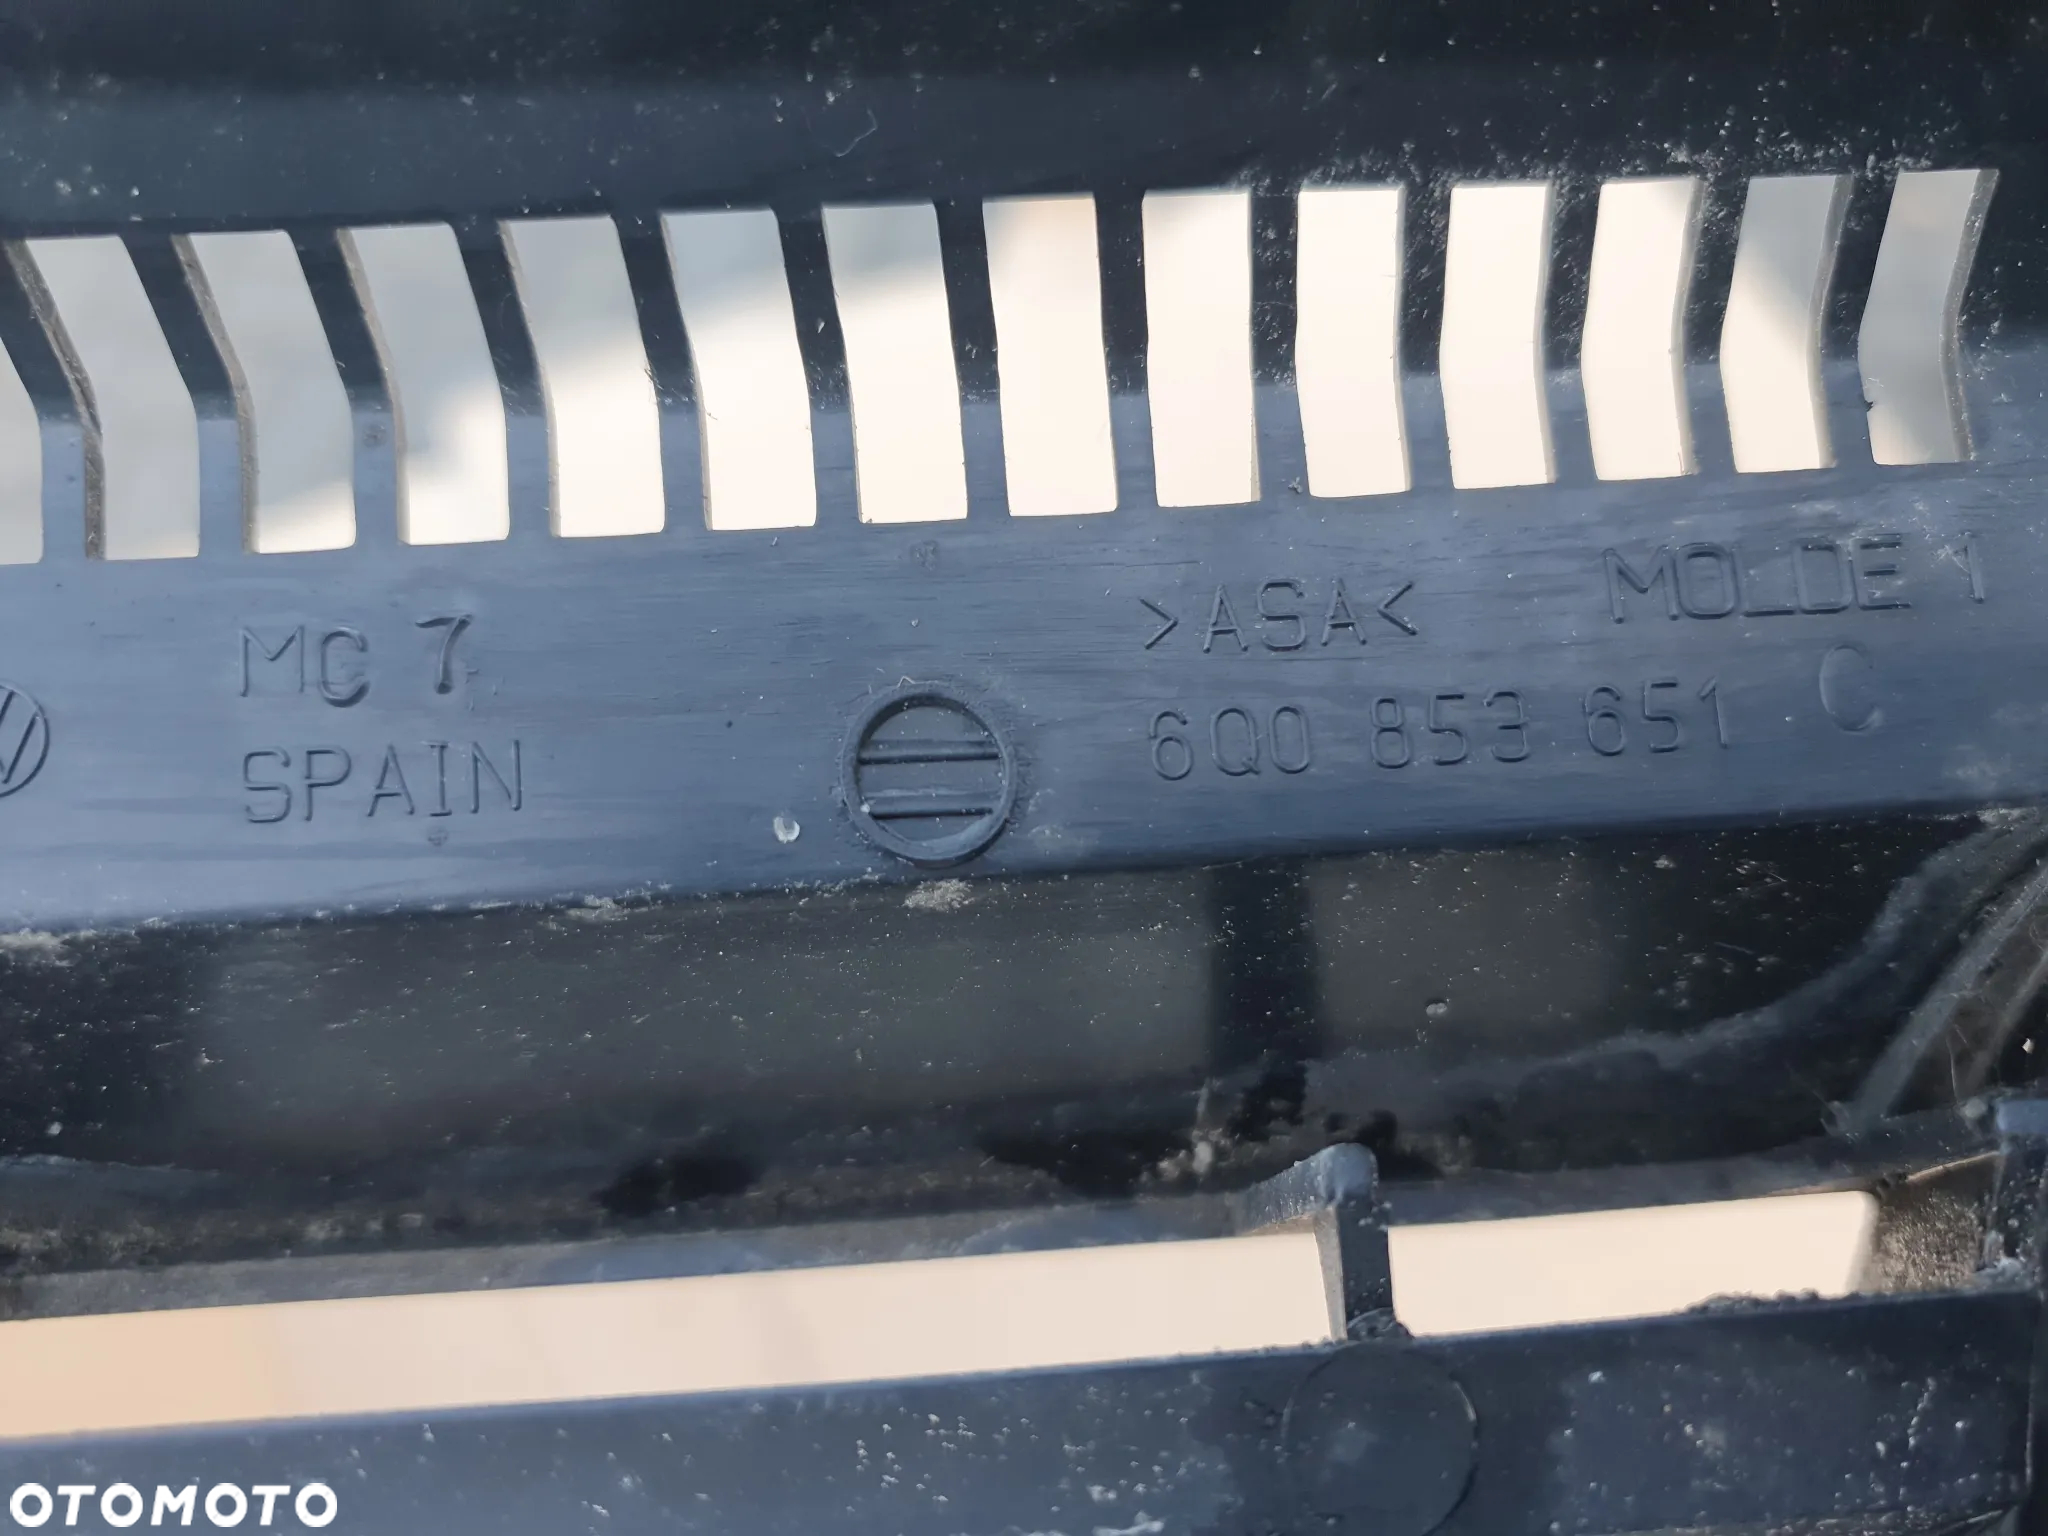 >ASA<
MOLDE 1
MC 7
SPAIN
6Q0 853 651 C
OTOMOTO